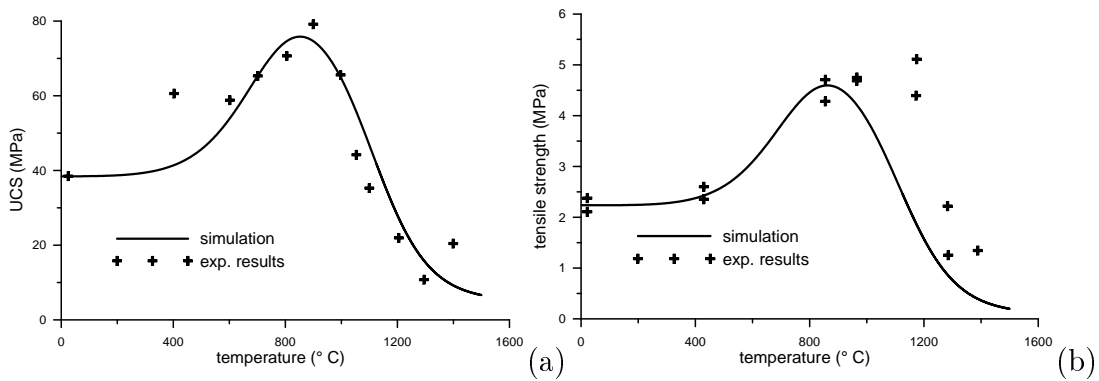 80
60
40
20
0
UCS (MPa)
simulation
exp. results
0 400 800 1200 1600
temperature (° C)
(a)
6
5
4
3
2
1
0
tensile strength (MPa)
simulation
exp. results
0 400 800 1200 1600
temperature (° C)
(b)